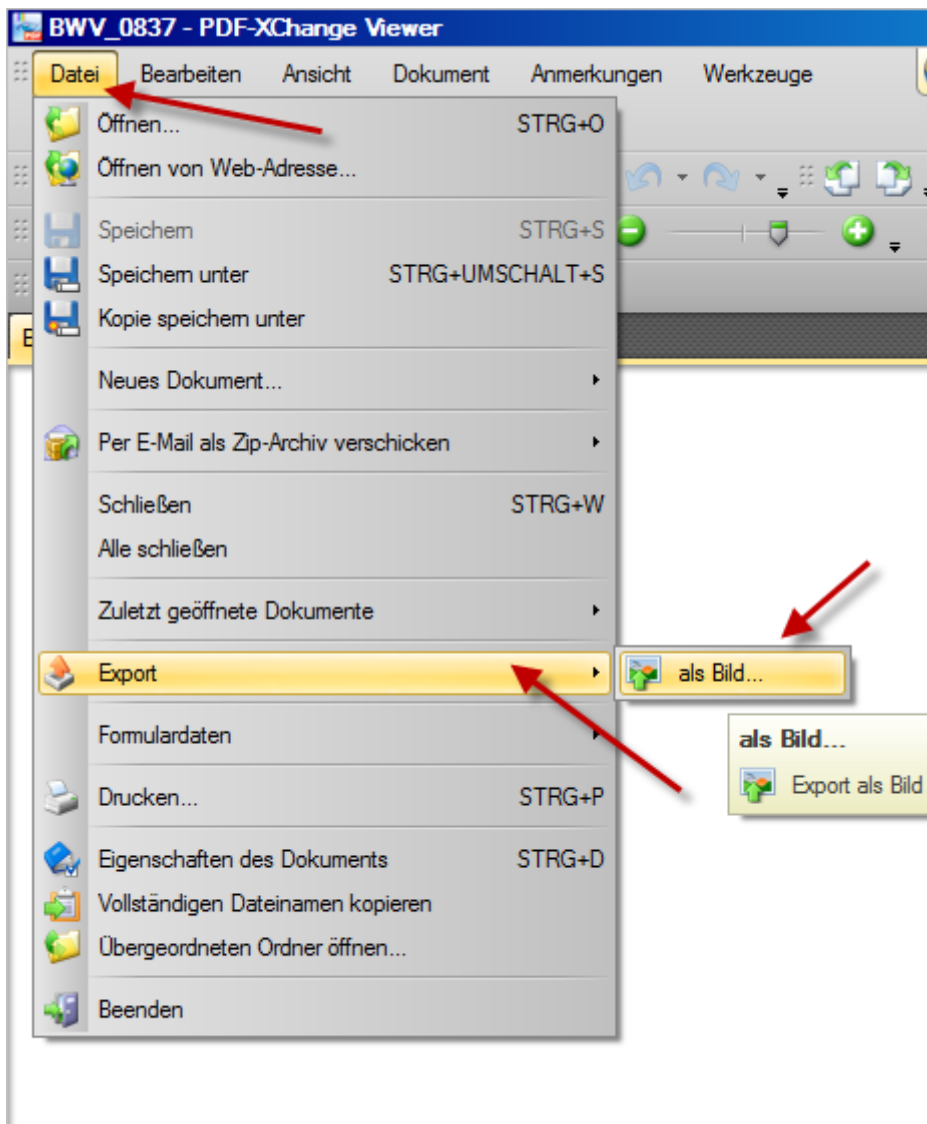 BWV_0837 - PDF-XChange Viewer
Datei Bearbeiten Ansicht Dokument Anmerkungen Werkzeuge
Öffnen... STRG+O
Öffnen von Web-Adresse...
Speichern STRG+S
Speichern unter STRG+UMSCHALT+S
Kopie speichern unter
Neues Dokument...
Per E-Mail als Zip-Archiv verschicken
Schließen STRG+W
Alle schließen
Zuletzt geöffnete Dokumente
Export als Bild...
Formulardaten
als Bild...
Export als Bild
Drucken... STRG+P
Eigenschaften des Dokuments STRG+D
Vollständigen Dateinamen kopieren
Übergeordneten Ordner öffnen...
Beenden